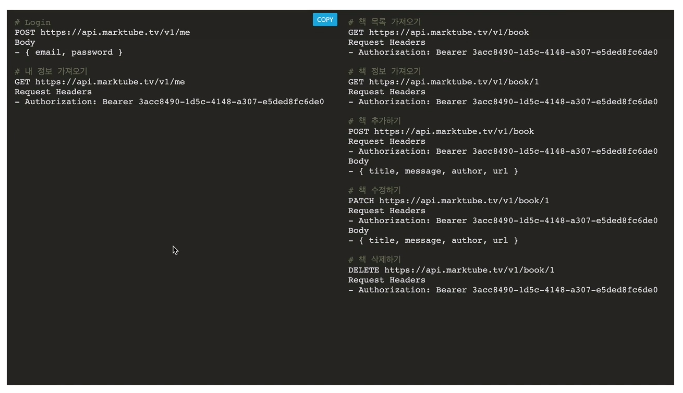 # Login
POST https://api.marktube.tv/v1/me
Body
- { email, password }
# 내 정보 가져오기
GET https://api.marktube.tv/v1/me
Request Headers
- Authorization: Bearer 3acc8490-1d5c-4148-a307-e5ded8fc6de0
COPY
# 책 목록 가져오기
GET https://api.marktube.tv/v1/book
Request Headers
- Authorization: Bearer 3acc8490-1d5c-4148-a307-e5ded8fc6de0
# 책 정보 가져오기
GET https://api.marktube.tv/v1/book/1
Request Headers
- Authorization: Bearer 3acc8490-1d5c-4148-a307-e5ded8fc6de0
# 책 추가하기
POST https://api.marktube.tv/v1/book
Request Headers
- Authorization: Bearer 3acc8490-1d5c-4148-a307-e5ded8fc6de0
Body
- { title, message, author, url }
# 책 수정하기
PATCH https://api.marktube.tv/v1/book/1
Request Headers
- Authorization: Bearer 3acc8490-1d5c-4148-a307-e5ded8fc6de0
Body
- { title, message, author, url }
# 책 삭제하기
DELETE https://api.marktube.tv/v1/book/1
Request Headers
- Authorization: Bearer 3acc8490-1d5c-4148-a307-e5ded8fc6de0